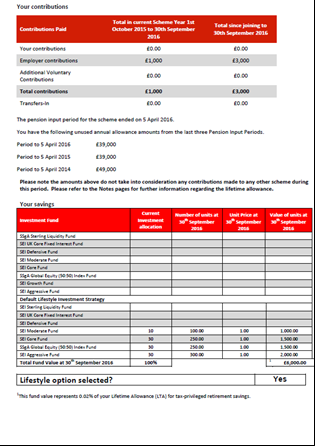 Your contributions
Contributions Paid
Total in current Scheme Year 1st October 2015 to 30th September 2016
Total since joining to 30th September 2016
Your contributions £0.00 £0.00
Employer contributions £1,000 £3,000
Additional Voluntary Contributions £0.00 £0.00
Total contributions £1,000 £3,000
Transfers-in £0.00 £0.00
The pension input period for the scheme ended on 5 April 2016.
You have the following unused annual allowance amounts from the last three Pension Input Periods.
Period to 5 April 2016 £39,000
Period to 5 April 2015 £39,000
Period to 5 April 2014 £49,000
Please note the amounts above do not take into consideration any contributions made to any other scheme during
this period. Please refer to the Notes pages for further information regarding the lifetime allowance.
Your savings
Investment Fund
Current Investment allocation
Number of units at 30th September 2016
Unit Price at 30th September 2016
Value of units at 30th September 2016
SSgA Sterling Liquidity Fund
SEI UK Core Fixed Interest Fund
SEI Defensive Fund
SEI Moderate Fund
SEI Core Fund
SSgA Global Equity (50:50) Index Fund
SEI Growth Fund
SEI Aggressive Fund
Default Lifestyle Investment Strategy
SEI Sterling Liquidity Fund
SEI UK Core Fixed Interest Fund
SEI Defensive Fund
SEI Moderate Fund 10 100.00 1.00 1,000.00
SEI Core Fund 30 250.00 1.00 1,500.00
SSgA Global Equity (50:50) Index Fund 30 250.00 1.00 1,500.00
SEI Aggressive Fund 30 500.00 1.00 2,000.00
Total Fund Value at 30th September 2016 100% 1 £6,000.00
Lifestyle option selected? Yes
1This fund value represents 0.02% of your Lifetime Allowance (LTA) for tax-privileged retirement savings.